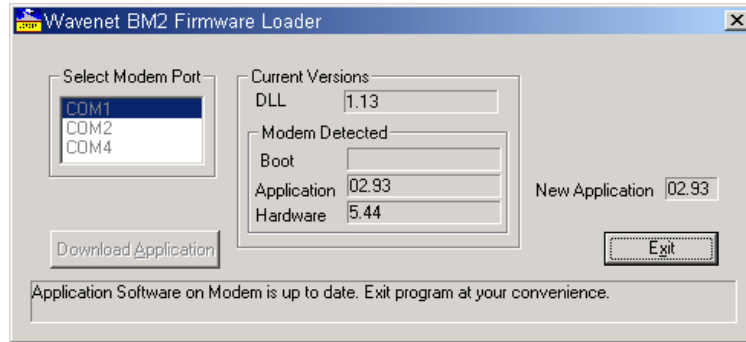 Wavenet BM2 Firmware Loader
Select Modem Port
COM1
COM2
COM4
Current Versions
DLL 1.13
Modem Detected
Boot
Application 02.93
Hardware 5.44
New Application 02.93
Download Application
Exit
Application Software on Modem is up to date. Exit program at your convenience.